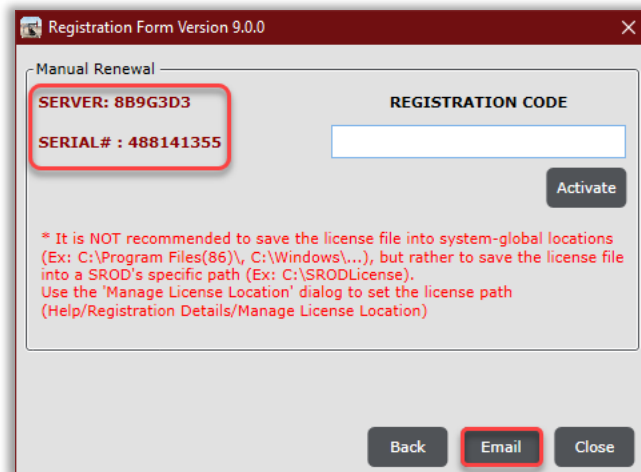 Registration Form Version 9.0.0
Manual Renewal
SERVER: 8B9G3D3
REGISTRATION CODE
SERIAL# : 488141355
Activate
* It is NOT recommended to save the license file into system-global locations
(Ex: C:\Program Files(86)\, C:\Windows\...), but rather to save the license file
into a SROD's specific path (Ex: C:\SRODLicense).
Use the 'Manage License Location' dialog to set the license path
(Help/Registration Details/Manage License Location)
Back Email Close